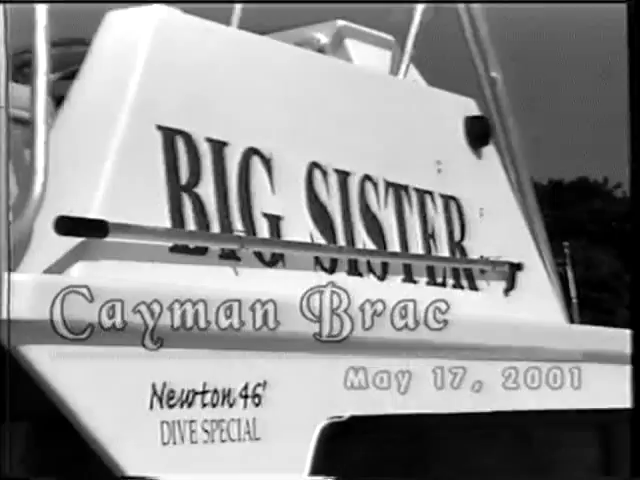 BIG SISTER
Cayman Brac
May 17, 2001
Newton 46'
DIVE SPECIAL